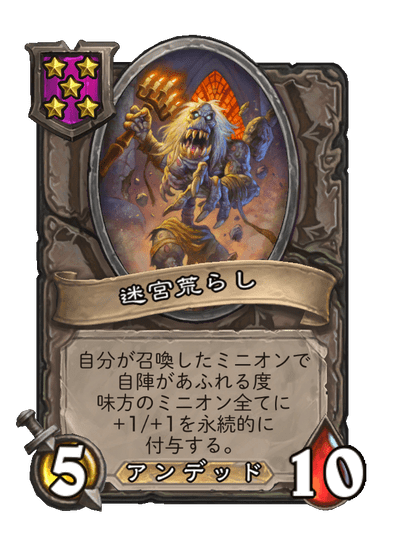 迷宮荒らし
自分が召喚したミニオンで
自陣があふれる度
味方のミニオン全てに
+1/+1を永続的に
付与する。
5
アンデッド
10